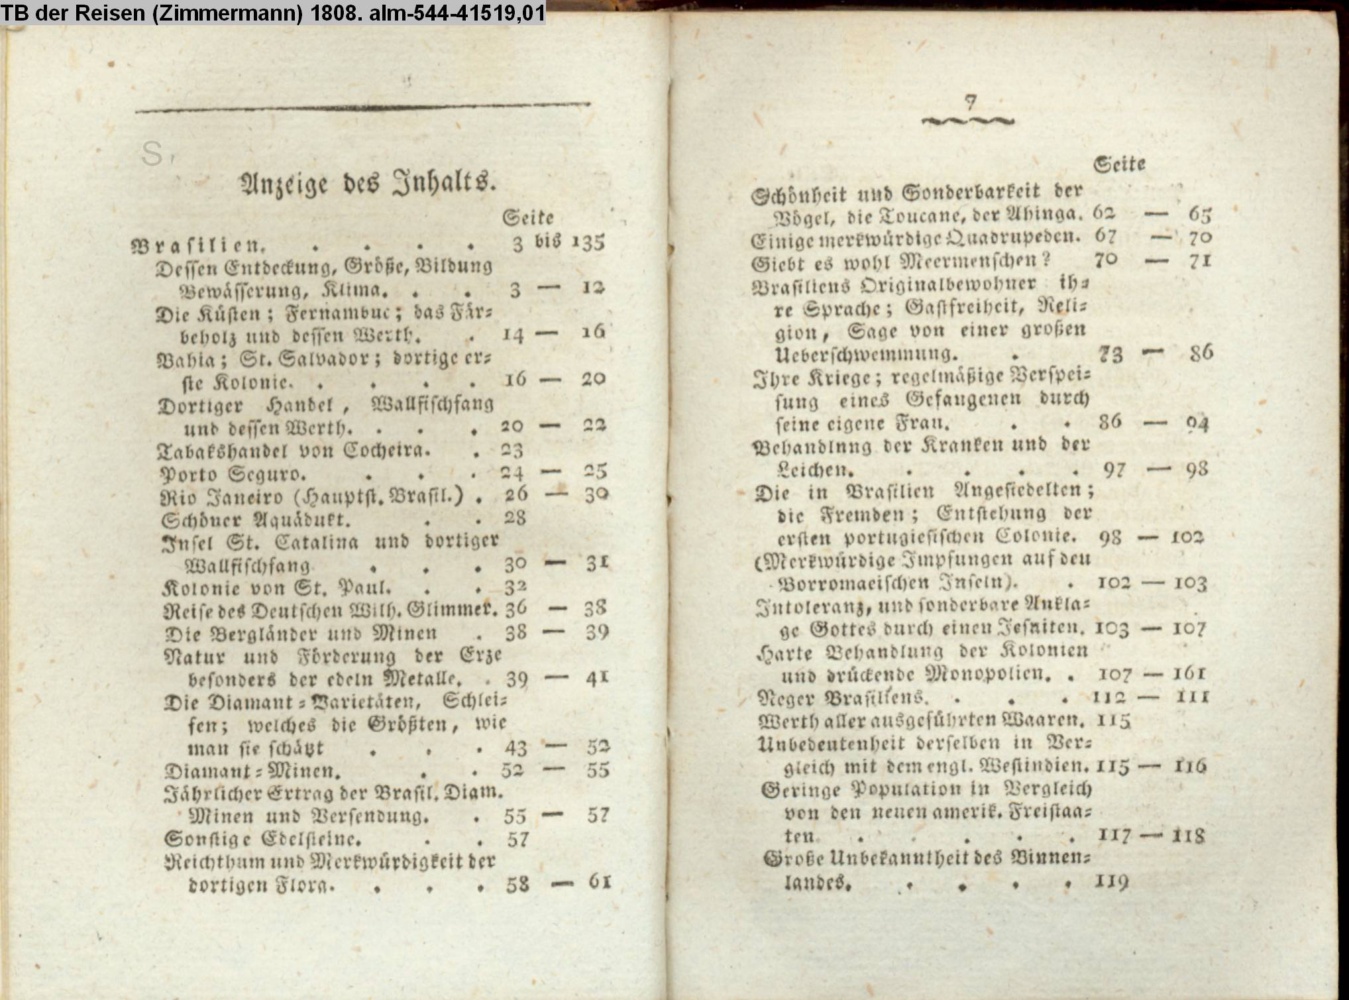 TB der Reisen (Zimmermann) 1808. alm-544-41519,01
S.
Anzeige des Inhalts.
Seite
Brasilien. . . . . 3 bis 135
Dessen Entdeckung, Größe, Bildung
Bewässerung, Klima. . . 3 — 12
Die Küsten; Fernambuc; das Fär-
beholz und dessen Werth. . 14 — 16
Bahia; St. Salvador; dortige er-
ste Kolonie. . . . . 16 — 20
Dortiger Handel, Wallfischfang
und dessen Werth. . . . 20 — 22
Tabakshandel von Cocheira. . 23
Porto Seguro. . . . 24 — 25
Rio Janeiro (Hauptst. Brasil.) . 26 — 30
Schöner Aquädukt. . . 28
Insel St. Catalina und dortiger
Wallfischfang . . . 30 — 31
Kolonie von St. Paul. . . 32
Reise des Deutschen Wilh. Glimmer. 36 — 38
Die Bergländer und Minen . 38 — 39
Natur und Förderung der Erze
besonders der edeln Metalle. . 39 — 41
Die Diamant-Varietäten, Schlei-
fen; welches die Größten, wie
man sie schätzt . . . 43 — 52
Diamant-Minen. . . 52 — 55
Jährlicher Ertrag der Brasil. Diam.
Minen und Versendung. . 55 — 57
Sonstige Edelsteine. . . 57
Reichthum und Merkwürdigkeit der
dortigen Flora. . . . 58 — 61
7
Seite
Schönheit und Sonderbarkeit der
Vögel, die Toucane, der Ahinga. 62 — 65
Einige merkwürdige Quadrupeden. 67 — 70
Giebt es wohl Meermenschen? 70 — 71
Brasiliens Originalbewohner ih-
re Sprache; Gastfreiheit, Reli-
gion, Sage von einer großen
Ueberschwemmung. . 73 — 86
Ihre Kriege; regelmäßige Verspei-
sung eines Gefangenen durch
seine eigene Frau. . . 86 — 94
Behandlnng der Kranken und der
Leichen. . . . . 97 — 98
Die in Brasilien Angesiedelten;
die Fremden; Entstehung der
ersten portugiesischen Colonie. 98 — 102
(Merkwürdige Impfungen auf den
Borromaeischen Inseln). . 102 — 103
Intoleranz, und sonderbare Ankla-
ge Gottes durch einen Jesuiten. 103 — 107
Harte Behandlung der Kolonien
und drückende Monopolien. . 107 — 161
Neger Brasiliens. . . . 112 — 111
Werth aller ausgeführten Waaren. 115
Unbedeutenheit derselben in Ver-
gleich mit dem engl. Westindien. 115 — 116
Geringe Population in Vergleich
von den neuen amerik. Freistaa-
ten . . . . . 117 — 118
Große Unbekanntheit des Binnen-
landes. . . . . 119